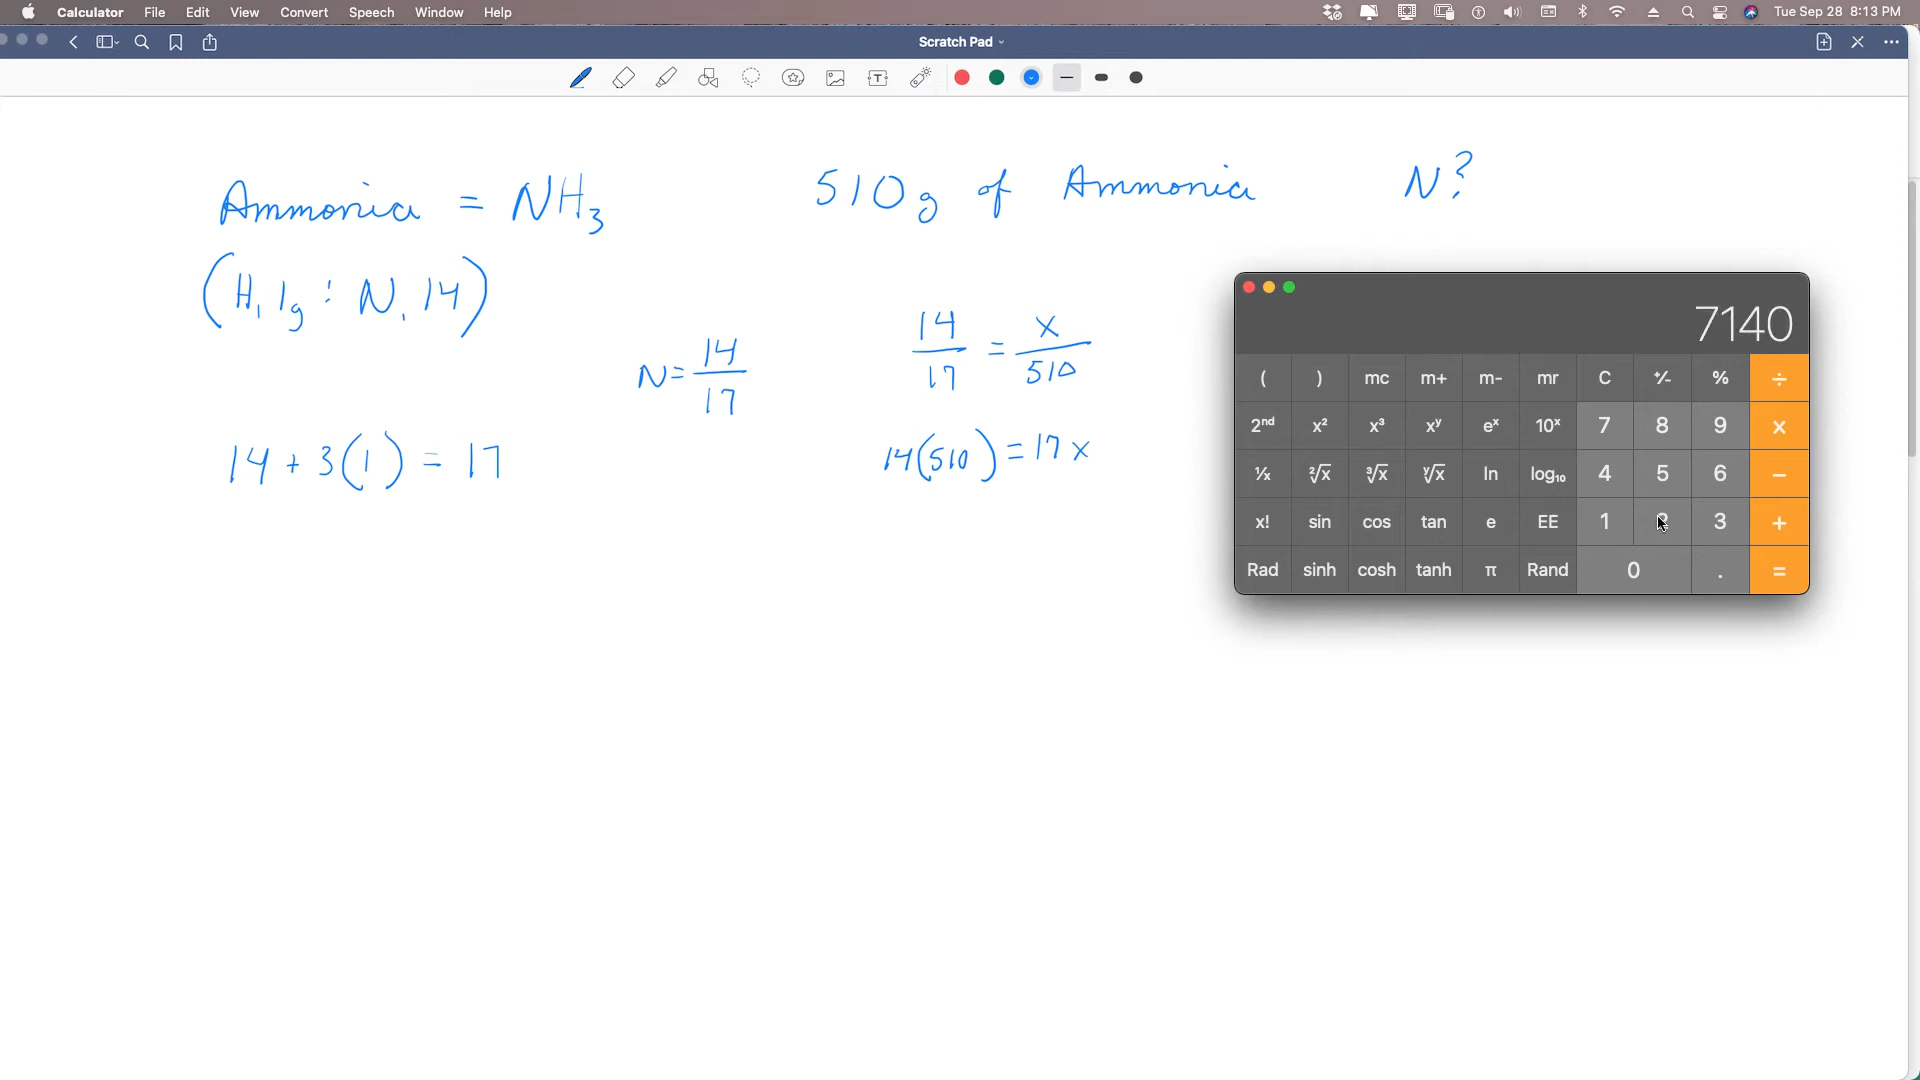 Calculator File Edit View Convert Speech Window Help Tue Sep 28 8:13 PM
Scratch Pad
T
Ammonia = NH3
510g of Ammonia
N?
(H, 1g : N, 14)
N = 14/17
14/17 = x/510
14 + 3(1) = 17
14(510) = 17x
7140
( ) mc m+ m- mr C +/- % ÷
2nd x² x³ xʸ eˣ 10ˣ 7 8 9 ×
1/x ²√x ³√x ʸ√x ln log₁₀ 4 5 6 −
x! sin cos tan e EE 1 2 3 +
Rad sinh cosh tanh π Rand 0 . =